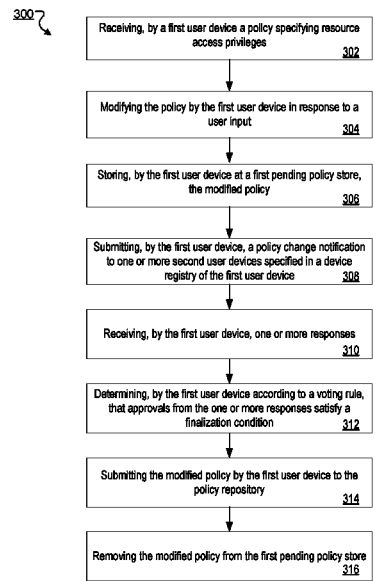 300
Receiving, by a first user device a policy specifying resource
access privileges
302
Modifying the policy by the first user device in response to a
user input
304
Storing, by the first user device at a first pending policy store,
the modified policy
306
Submitting, by the first user device, a policy change notification
to one or more second user devices specified in a device
registry of the first user device
308
Receiving, by the first user device, one or more responses
310
Determining, by the first user device according to a voting rule,
that approvals from the one or more responses satisfy a
finalization condition
312
Submitting the modified policy by the first user device to the
policy repository
314
Removing the modified policy from the first pending policy store
316